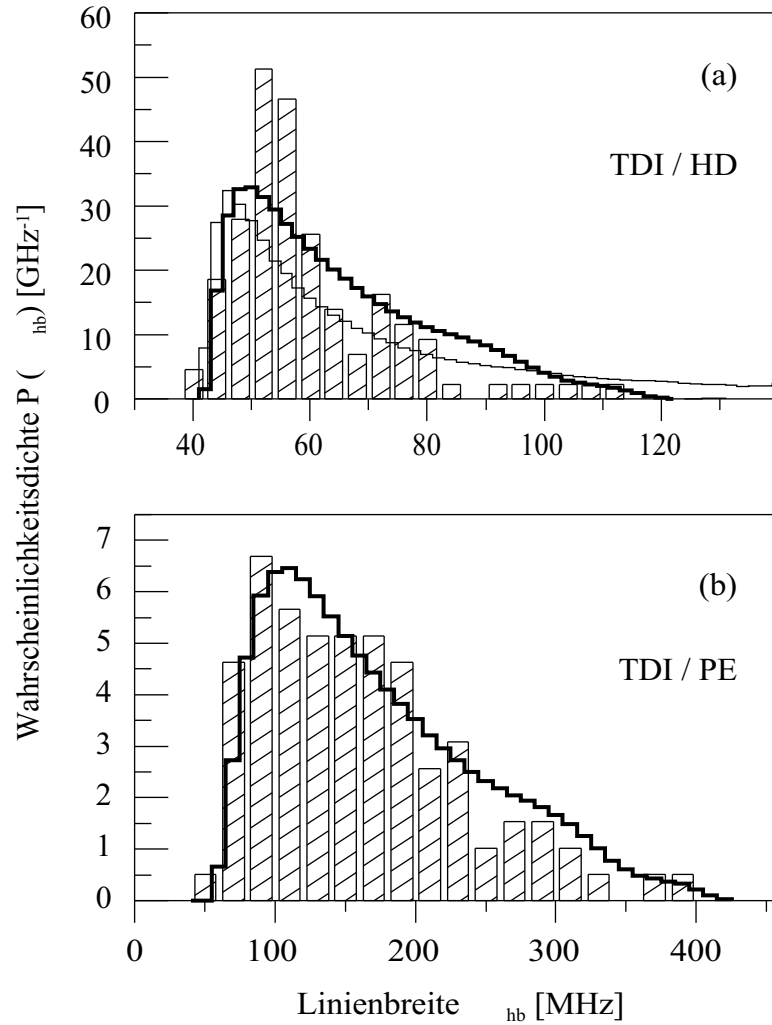 60
50
40
30
20
10
0
(a)
TDI / HD
40 60 80 100 120
Wahrscheinlichkeitsdichte P ( hb) [GHz-1]
7
6
5
4
3
2
1
0
(b)
TDI / PE
0 100 200 300 400
Linienbreite hb [MHz]